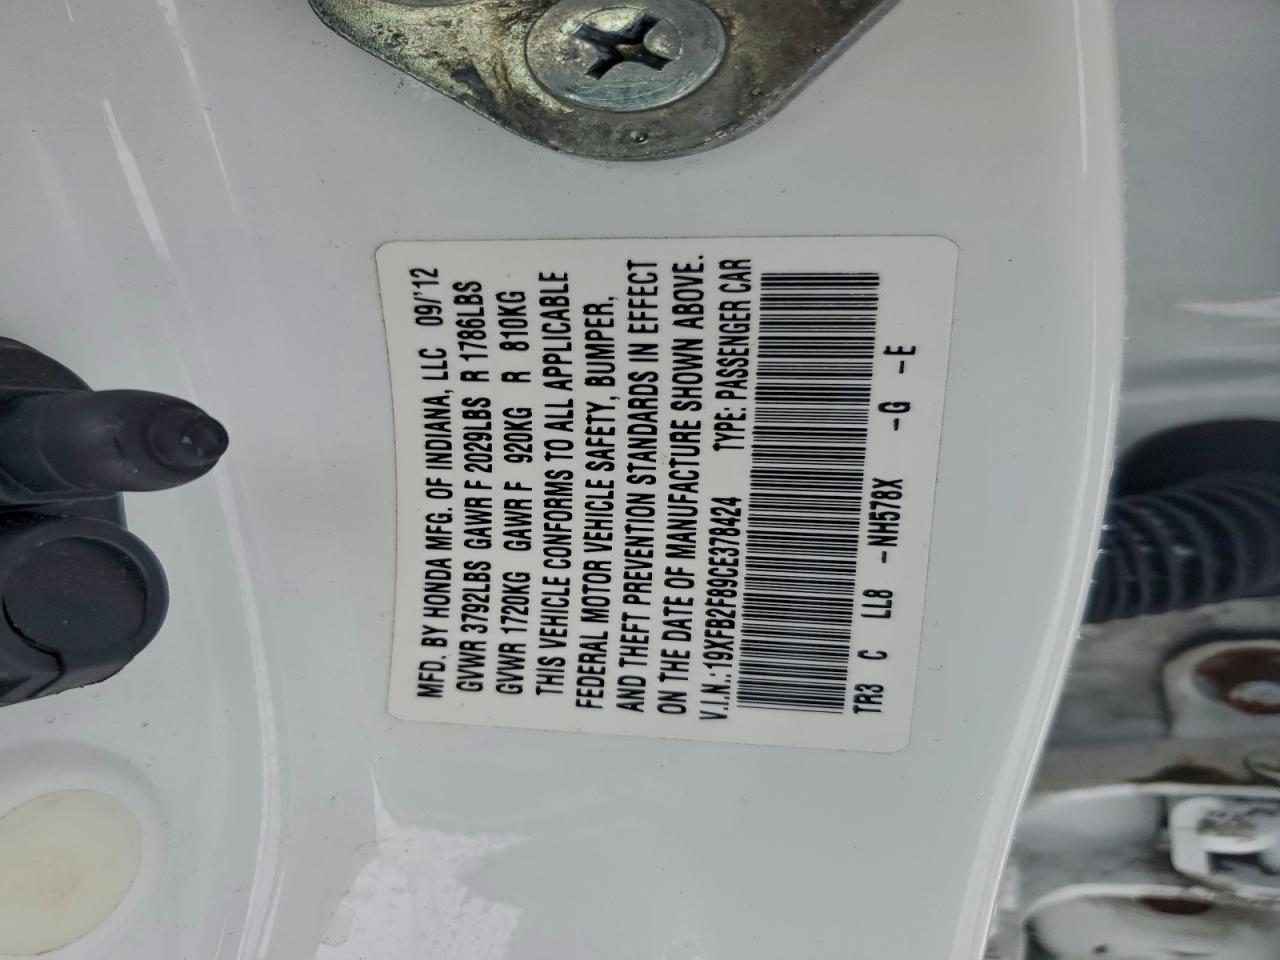 MFD. BY HONDA MFG. OF INDIANA, LLC 09/'12
GVWR 3792LBS GAWR F 2029LBS R 1786LBS
GVWR 1720KG GAWR F 920KG R 810KG
THIS VEHICLE CONFORMS TO ALL APPLICABLE
FEDERAL MOTOR VEHICLE SAFETY, BUMPER,
AND THEFT PREVENTION STANDARDS IN EFFECT
ON THE DATE OF MANUFACTURE SHOWN ABOVE.
V.I.N.: 19XFB2F89CE378424 TYPE: PASSENGER CAR
TR3 C LL8 -NH578X -G -E